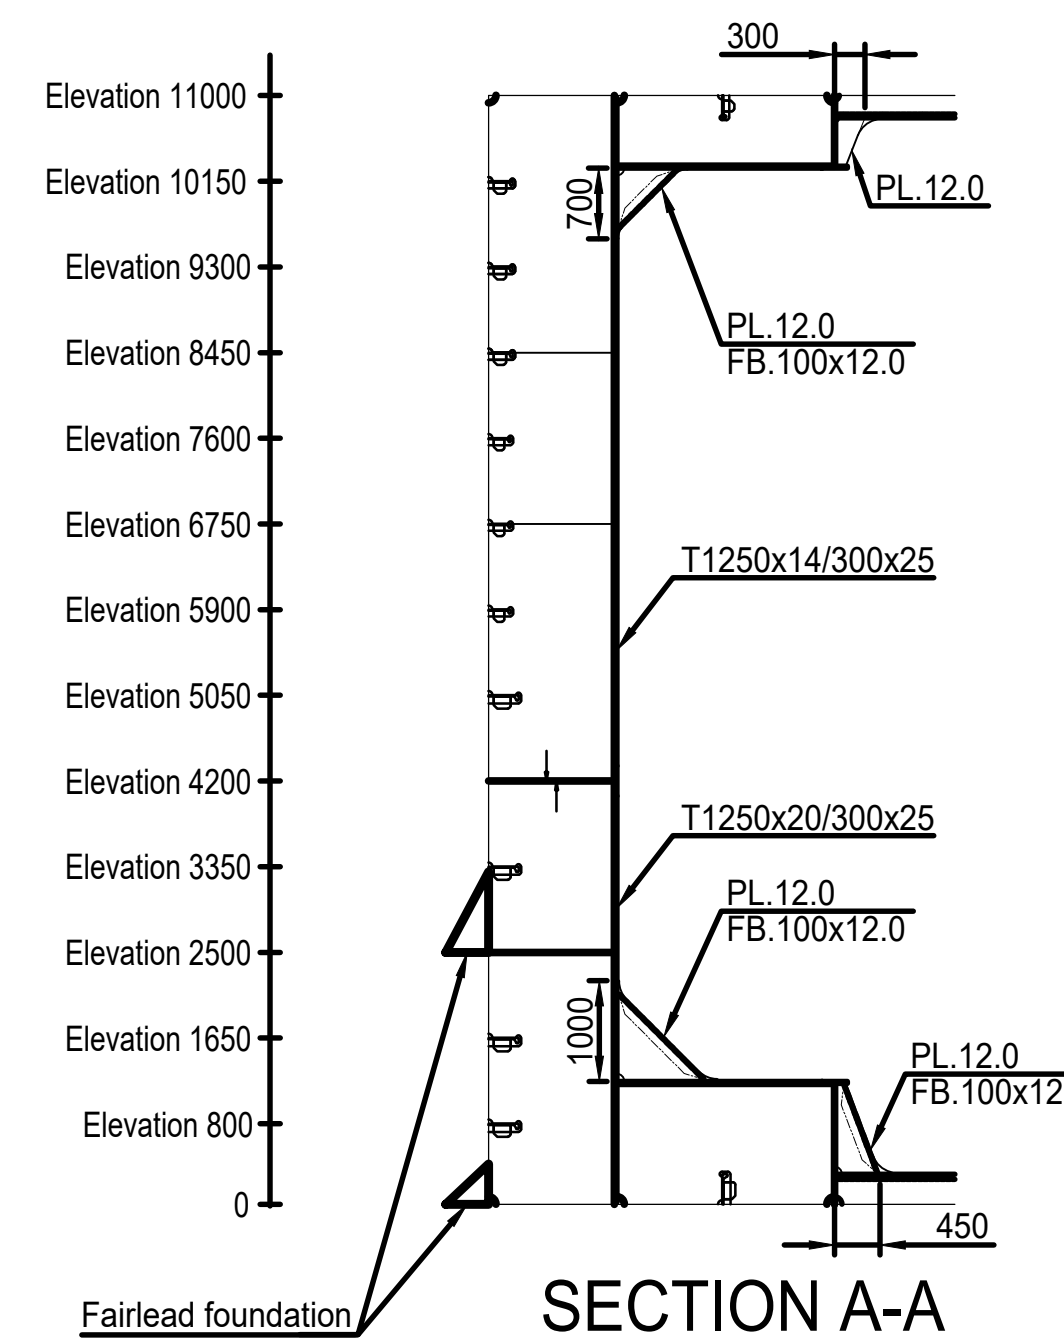 300
Elevation 11000
Elevation 10150
700
PL.12.0
Elevation 9300
PL.12.0
FB.100x12.0
Elevation 8450
Elevation 7600
Elevation 6750
T1250x14/300x25
Elevation 5900
Elevation 5050
Elevation 4200
T1250x20/300x25
Elevation 3350
PL.12.0
FB.100x12.0
Elevation 2500
1000
Elevation 1650
PL.12.0
FB.100x12
Elevation 800
0
450
Fairlead foundation
SECTION A-A